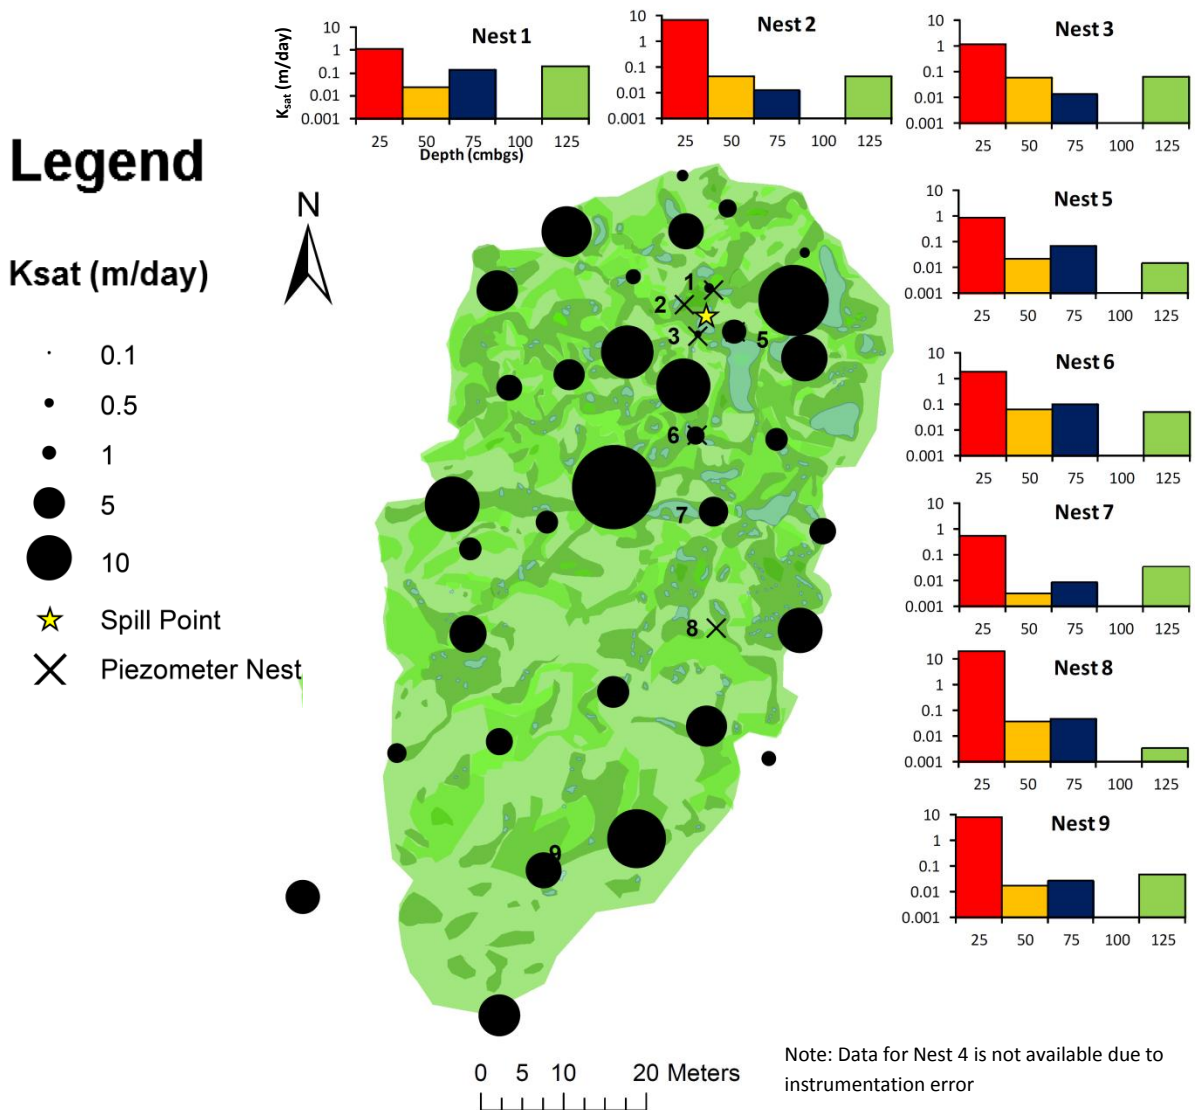 Nest 1
Ksat (m/day)
10
1
0.1
0.01
0.001
25 50 75 100 125
Depth (cmbgs)
Nest 2
10
1
0.1
0.01
0.001
25 50 75 100 125
Nest 3
10
1
0.1
0.01
0.001
25 50 75 100 125
Legend
N
Ksat (m/day)
0.1
0.5
1
5
10
Spill Point
Piezometer Nest
1
2
3
5
6
7
8
9
Nest 5
10
1
0.1
0.01
0.001
25 50 75 100 125
Nest 6
10
1
0.1
0.01
0.001
25 50 75 100 125
Nest 7
10
1
0.1
0.01
0.001
25 50 75 100 125
Nest 8
10
1
0.1
0.01
0.001
25 50 75 100 125
Nest 9
10
1
0.1
0.01
0.001
25 50 75 100 125
0 5 10 20 Meters
Note: Data for Nest 4 is not available due to
instrumentation error